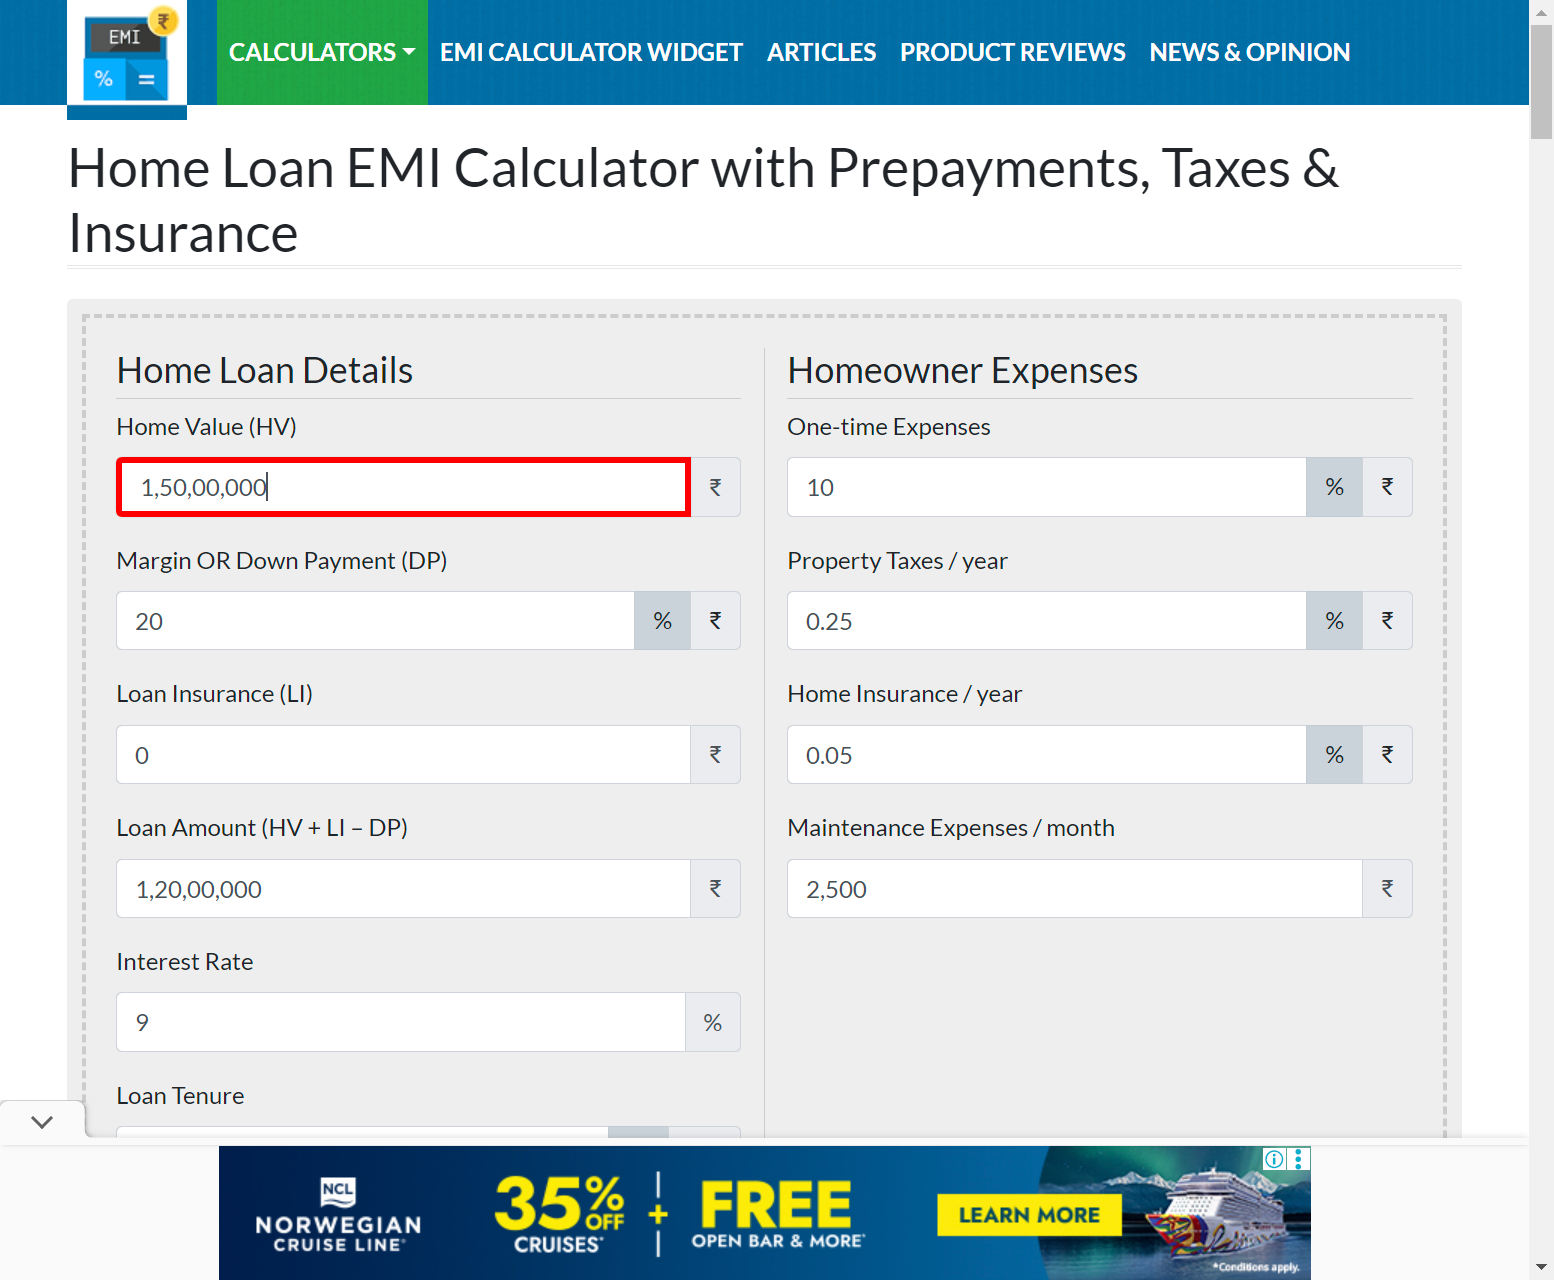 EMI
₹
% =
CALCULATORS
EMI CALCULATOR WIDGET
ARTICLES
PRODUCT REVIEWS
NEWS & OPINION
Home Loan EMI Calculator with Prepayments, Taxes &
Insurance
Home Loan Details
Home Value (HV)
1,50,00,000 ₹
Margin OR Down Payment (DP)
20 % ₹
Loan Insurance (LI)
0 ₹
Loan Amount (HV + LI – DP)
1,20,00,000 ₹
Interest Rate
9 %
Loan Tenure
Homeowner Expenses
One-time Expenses
10 % ₹
Property Taxes / year
0.25 % ₹
Home Insurance / year
0.05 % ₹
Maintenance Expenses / month
2,500 ₹
NCL
NORWEGIAN
CRUISE LINE®
35% OFF
CRUISES*
+
FREE
OPEN BAR & MORE*
LEARN MORE
*Conditions apply.